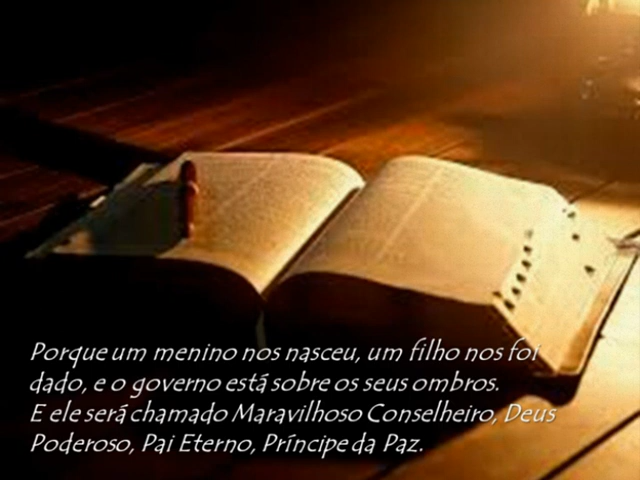 Porque um menino nos nasceu, um filho nos foi
dado, e o governo está sobre os seus ombros.
E ele será chamado Maravilhoso Conselheiro, Deus
Poderoso, Pai Eterno, Príncipe da Paz.